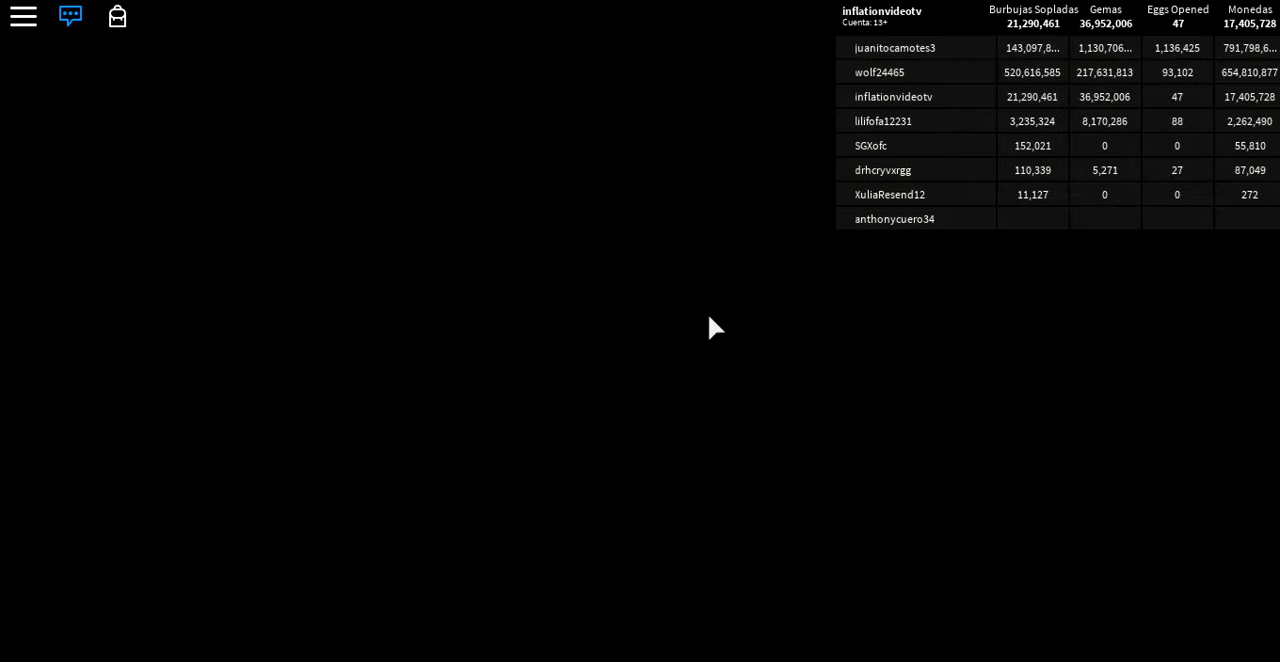 inflationvideotv Burbujas Sopladas Gemas Eggs Opened Monedas
Cuenta: 13+ 21,290,461 36,952,006 47 17,405,728
juanitocamotes3 143,097,8... 1,130,706... 1,136,425 791,798,6...
wolf24465 520,616,585 217,631,813 93,102 654,810,877
inflationvideotv 21,290,461 36,952,006 47 17,405,728
lilifofa12231 3,235,324 8,170,286 88 2,262,490
SGXofc 152,021 0 0 55,810
drhcryvxrgg 110,339 5,271 27 87,049
XuliaResend12 11,127 0 0 272
anthonycuero34